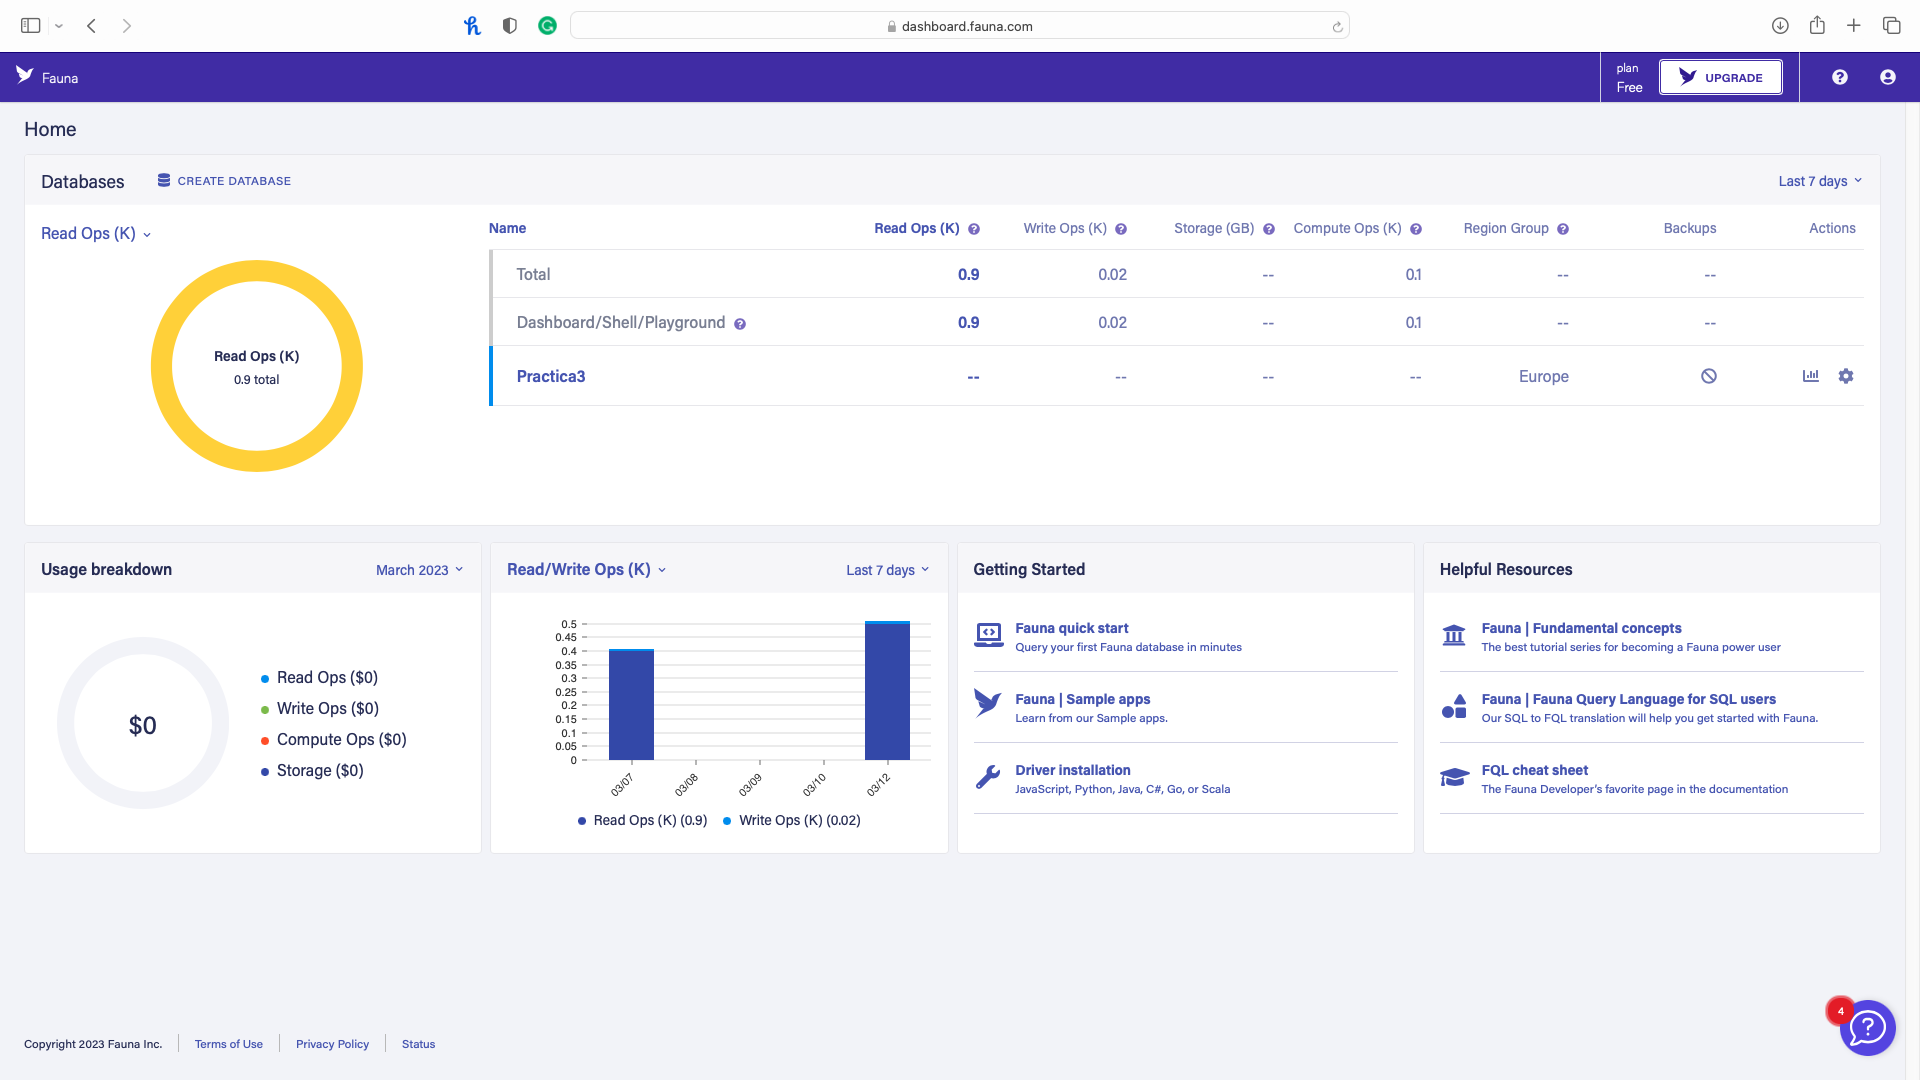 dashboard.fauna.com
Fauna
plan
Free
UPGRADE
Home
Databases
CREATE DATABASE
Last 7 days
Read Ops (K)
Read Ops (K)
0.9 total
Name Read Ops (K) Write Ops (K) Storage (GB) Compute Ops (K) Region Group Backups Actions
Total 0.9 0.02 -- 0.1 -- --
Dashboard/Shell/Playground 0.9 0.02 -- 0.1 -- --
Practica3 -- -- -- -- Europe
Usage breakdown
March 2023
$0
Read Ops ($0)
Write Ops ($0)
Compute Ops ($0)
Storage ($0)
Read/Write Ops (K)
Last 7 days
0.5
0.45
0.4
0.35
0.3
0.25
0.2
0.15
0.1
0.05
0
03/07 03/08 03/09 03/10 03/12
Read Ops (K) (0.9) Write Ops (K) (0.02)
Getting Started
Fauna quick start
Query your first Fauna database in minutes
Fauna | Sample apps
Learn from our Sample apps.
Driver installation
JavaScript, Python, Java, C#, Go, or Scala
Helpful Resources
Fauna | Fundamental concepts
The best tutorial series for becoming a Fauna power user
Fauna | Fauna Query Language for SQL users
Our SQL to FQL translation will help you get started with Fauna.
FQL cheat sheet
The Fauna Developer's favorite page in the documentation
4
Copyright 2023 Fauna Inc. Terms of Use Privacy Policy Status